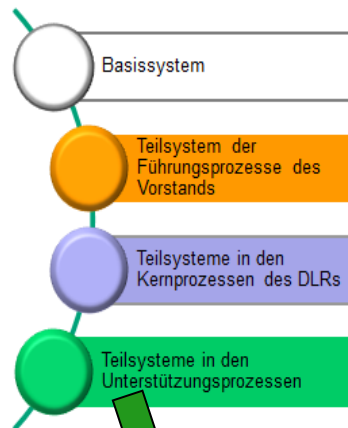 Basissystem
Teilsystem der
Führungsprozesse des
Vorstands
Teilsysteme in den
Kernprozessen des DLRs
Teilsysteme in den
Unterstützungsprozessen